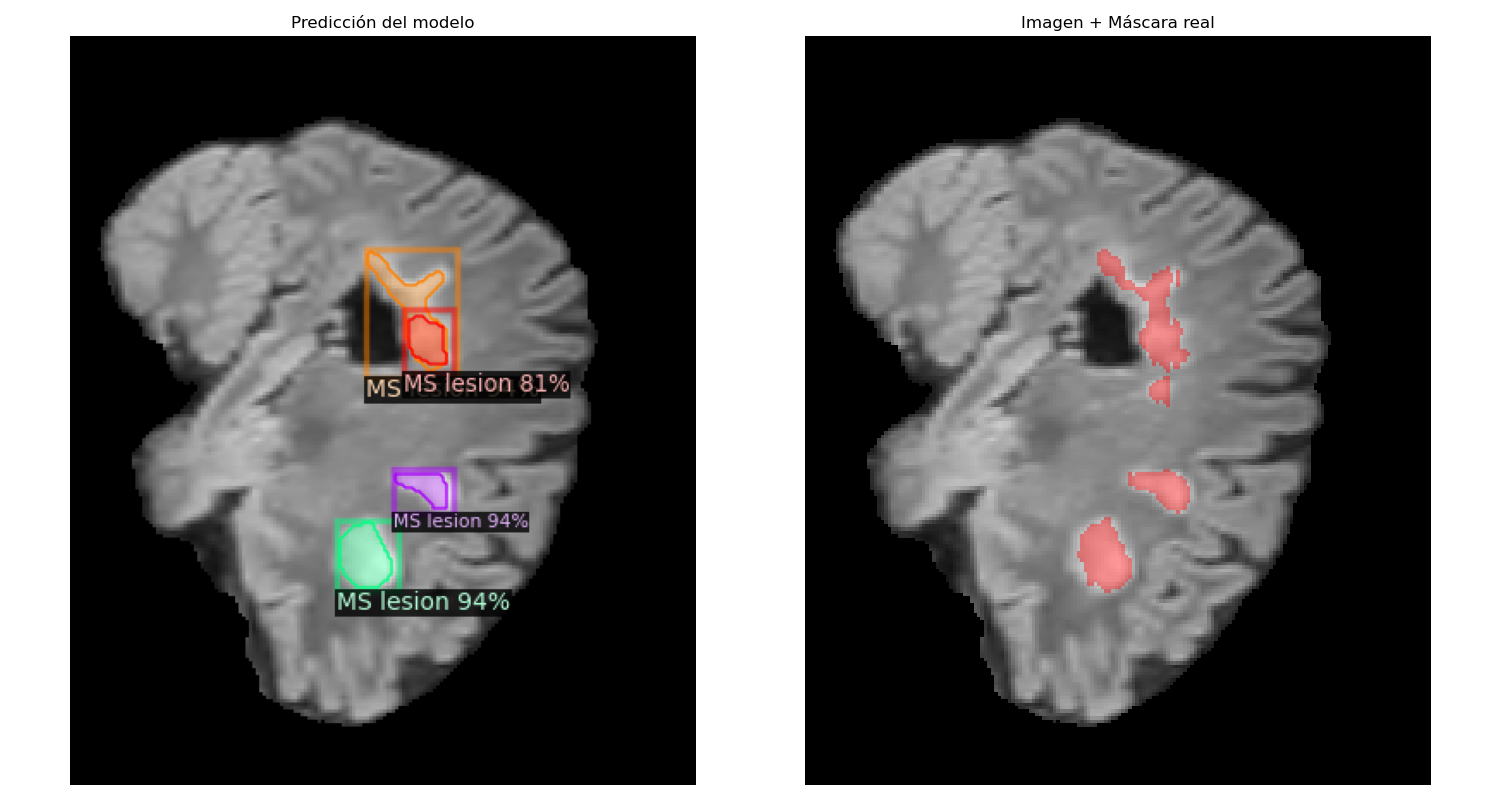 Predicción del modelo
Imagen + Máscara real
MS
MS lesion 81%
MS lesion 94%
MS lesion 94%